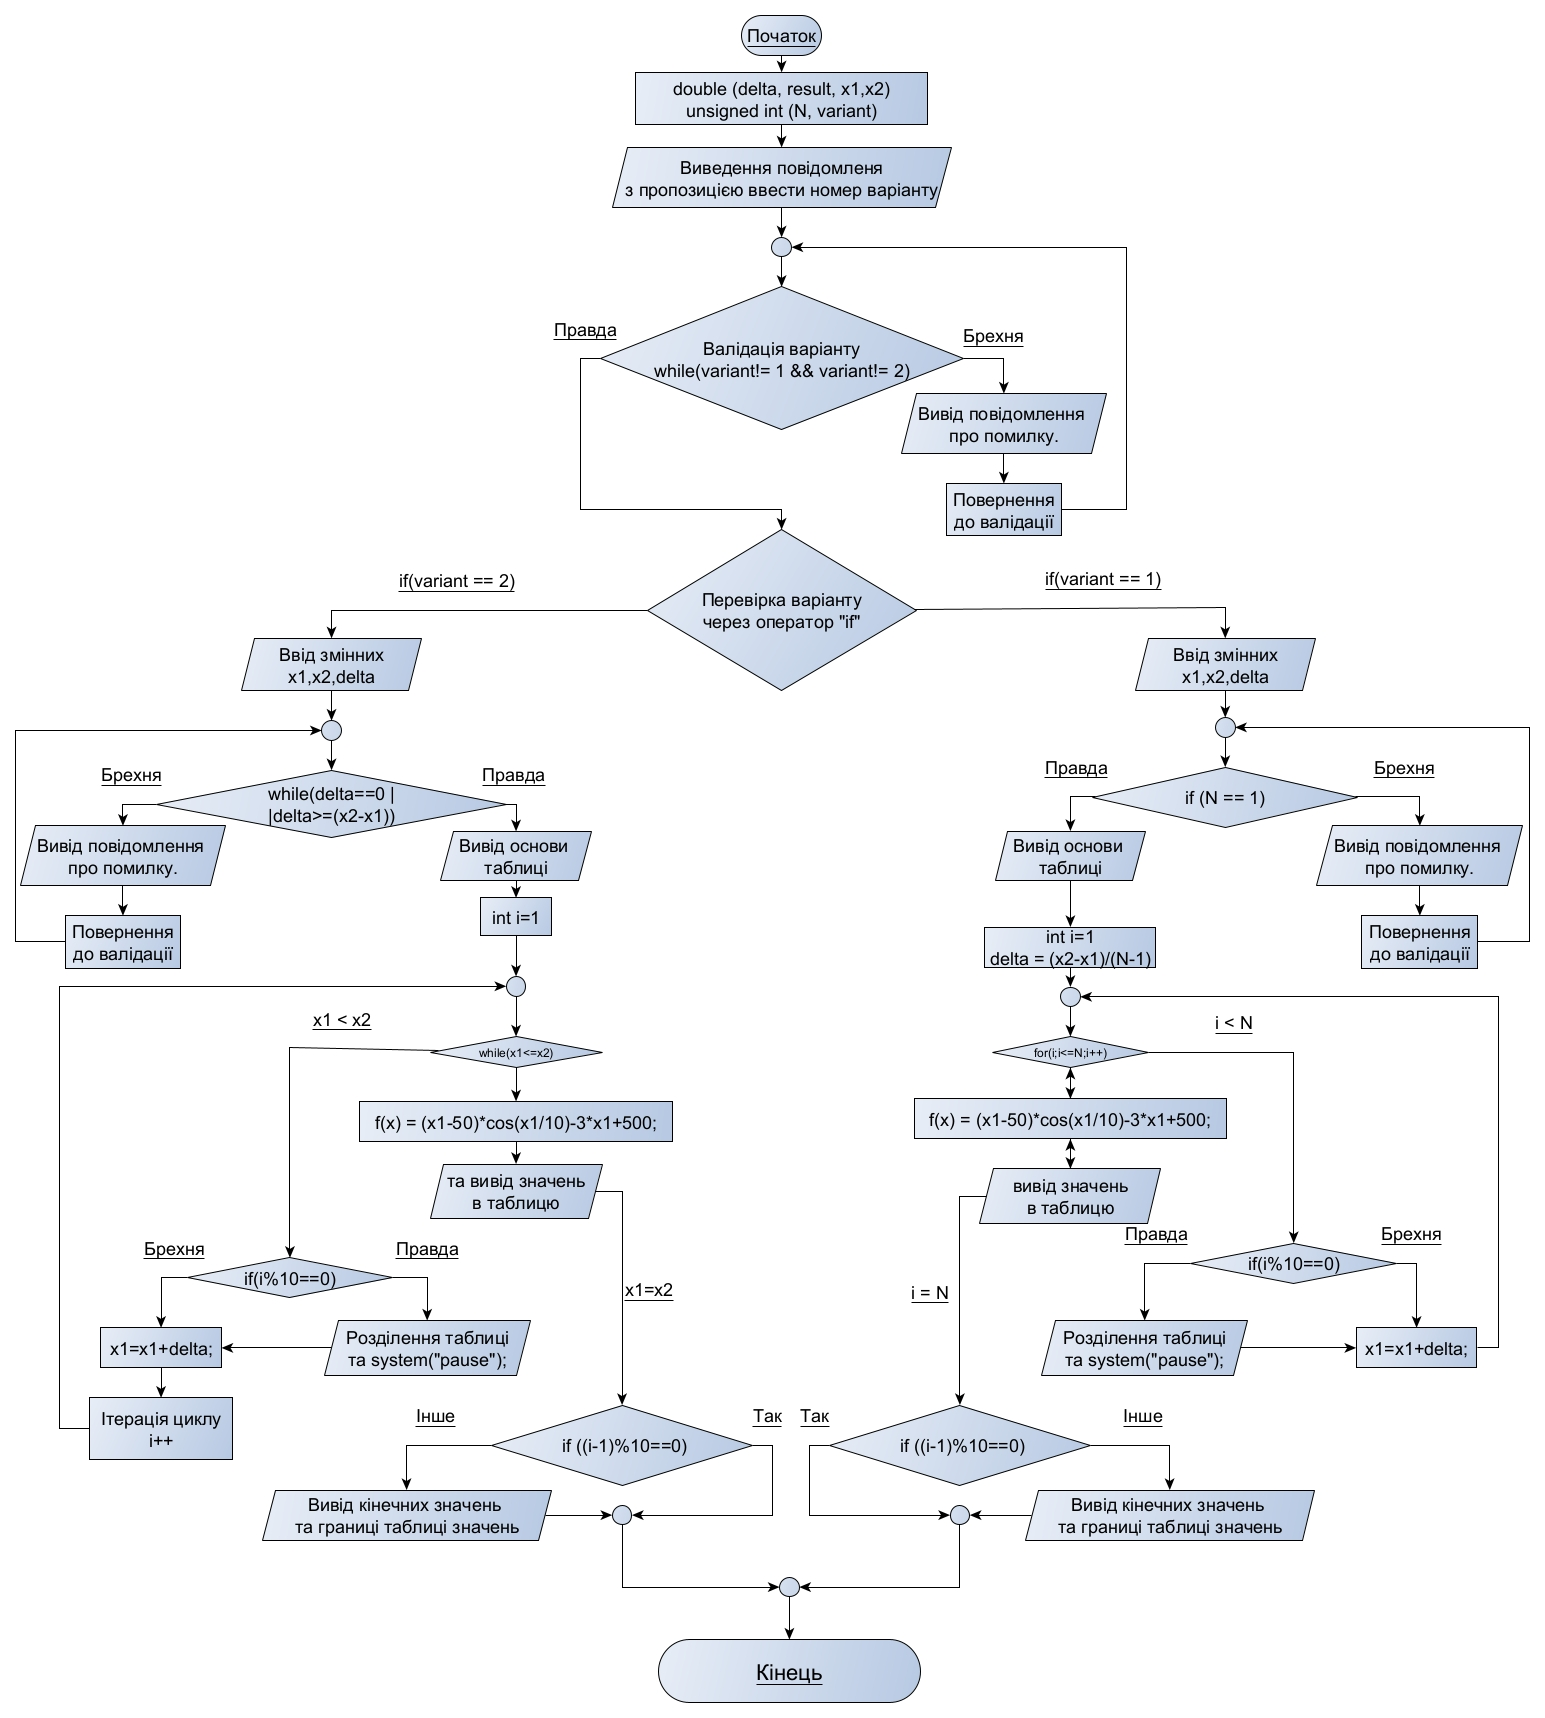 Початок
double (delta, result, x1,x2)
unsigned int (N, variant)
Виведення повідомленя
з пропозицією ввести номер варіанту
Правда
Брехня
Валідація варіанту
while(variant!= 1 && variant!= 2)
Вивід повідомлення
про помилку.
Повернення
до валідації
if(variant == 2)
if(variant == 1)
Перевірка варіанту
через оператор "if"
Ввід змінних
x1,x2,delta
Брехня
Правда
while(delta==0 |
|delta>=(x2-x1))
Вивід повідомлення
про помилку.
Повернення
до валідації
Вивід основи
таблиці
int i=1
x1 < x2
while(x1<=x2)
f(x) = (x1-50)*cos(x1/10)-3*x1+500;
та вивід значень
в таблицю
Брехня
Правда
if(i%10==0)
x1=x2
x1=x1+delta;
Розділення таблиці
та system("pause");
Ітерація циклу
i++
Інше
Так
if ((i-1)%10==0)
Вивід кінечних значень
та границі таблиці значень
Ввід змінних
x1,x2,delta
Правда
Брехня
if (N == 1)
Вивід основи
таблиці
Вивід повідомлення
про помилку.
Повернення
до валідації
int i=1
delta = (x2-x1)/(N-1)
i < N
for(i;i<=N;i++)
f(x) = (x1-50)*cos(x1/10)-3*x1+500;
вивід значень
в таблицю
Правда
Брехня
if(i%10==0)
i = N
Розділення таблиці
та system("pause");
x1=x1+delta;
Так
Інше
if ((i-1)%10==0)
Вивід кінечних значень
та границі таблиці значень
Кінець